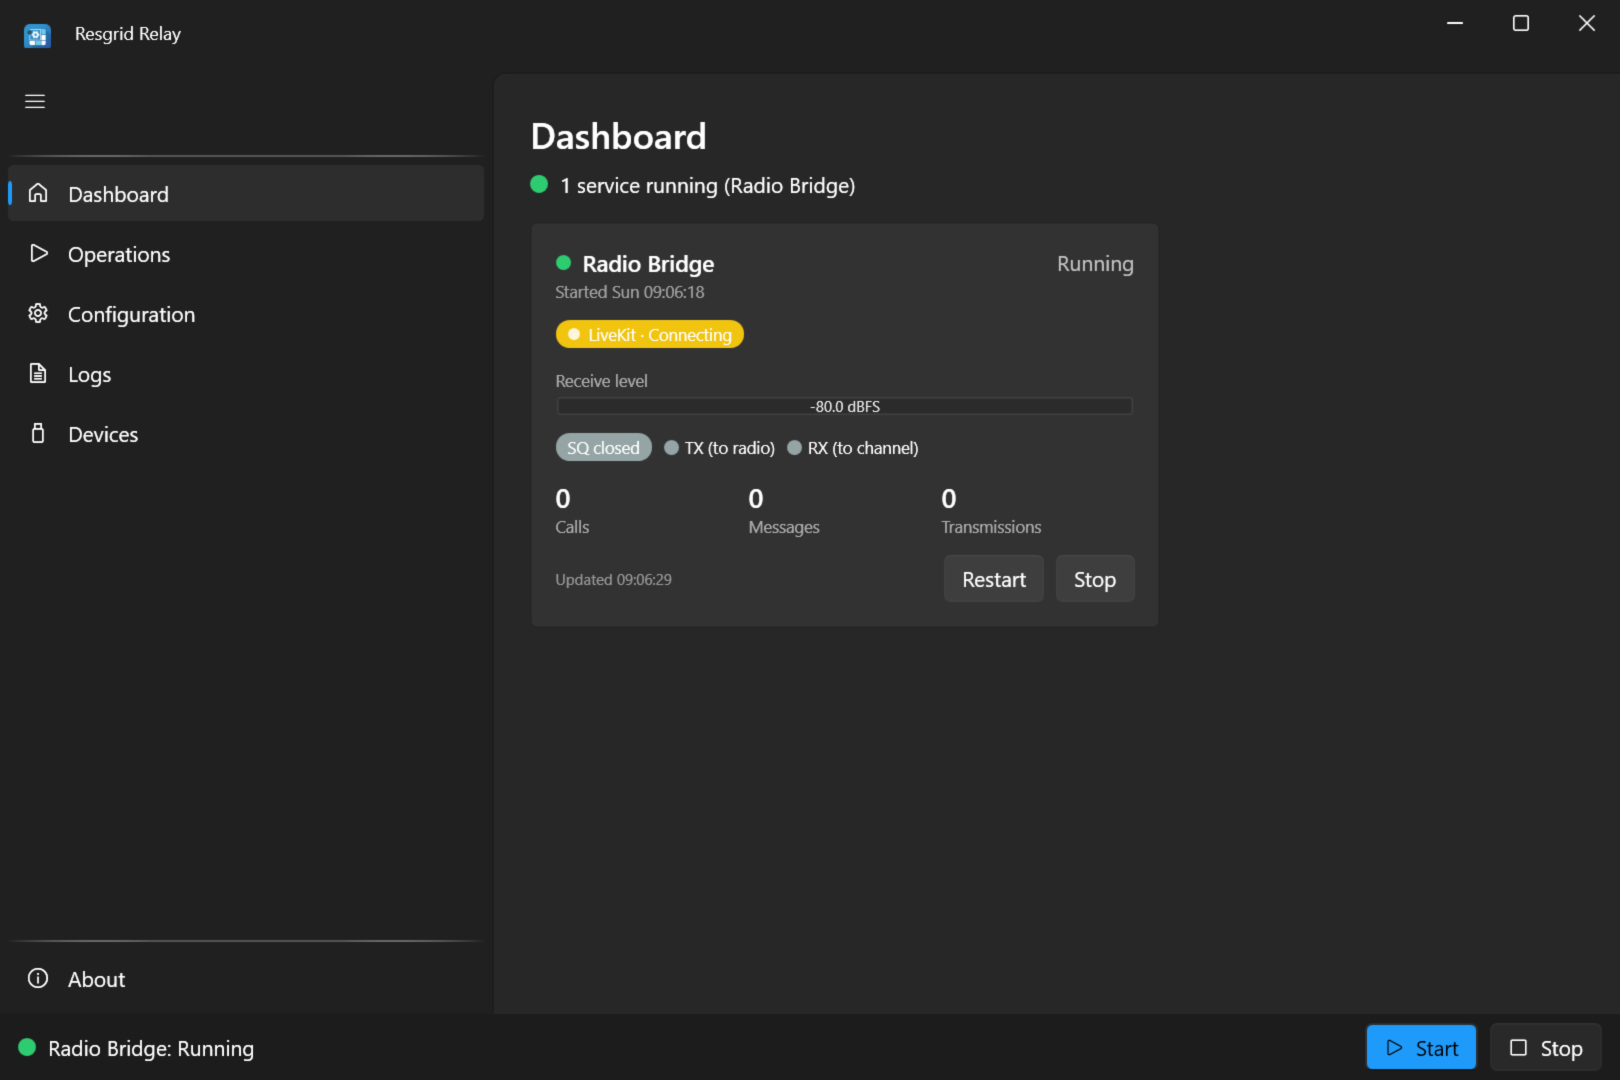 Resgrid Relay
Dashboard
Operations
Configuration
Logs
Devices
About
Dashboard
1 service running (Radio Bridge)
Radio Bridge
Running
Started Sun 09:06:18
LiveKit · Connecting
Receive level
-80.0 dBFS
SQ closed TX (to radio) RX (to channel)
0 0 0
Calls Messages Transmissions
Updated 09:06:29
Restart Stop
Radio Bridge: Running
Start Stop